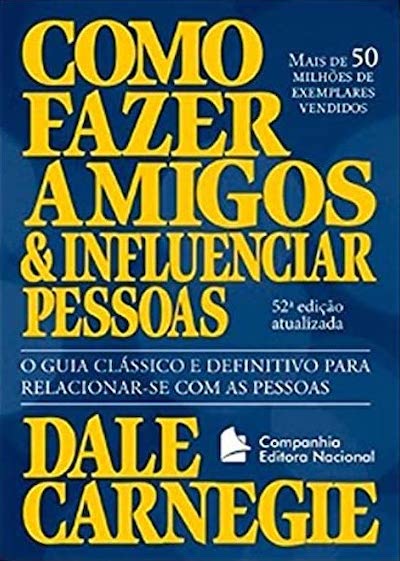 COMO
FAZER
AMIGOS
& INFLUENCIAR
PESSOAS
MAIS DE 50
MILHÕES DE
EXEMPLARES
VENDIDOS
52ª edição
atualizada
O GUIA CLÁSSICO E DEFINITIVO PARA
RELACIONAR-SE COM AS PESSOAS
DALE
CARNEGIE
Companhia
Editora Nacional